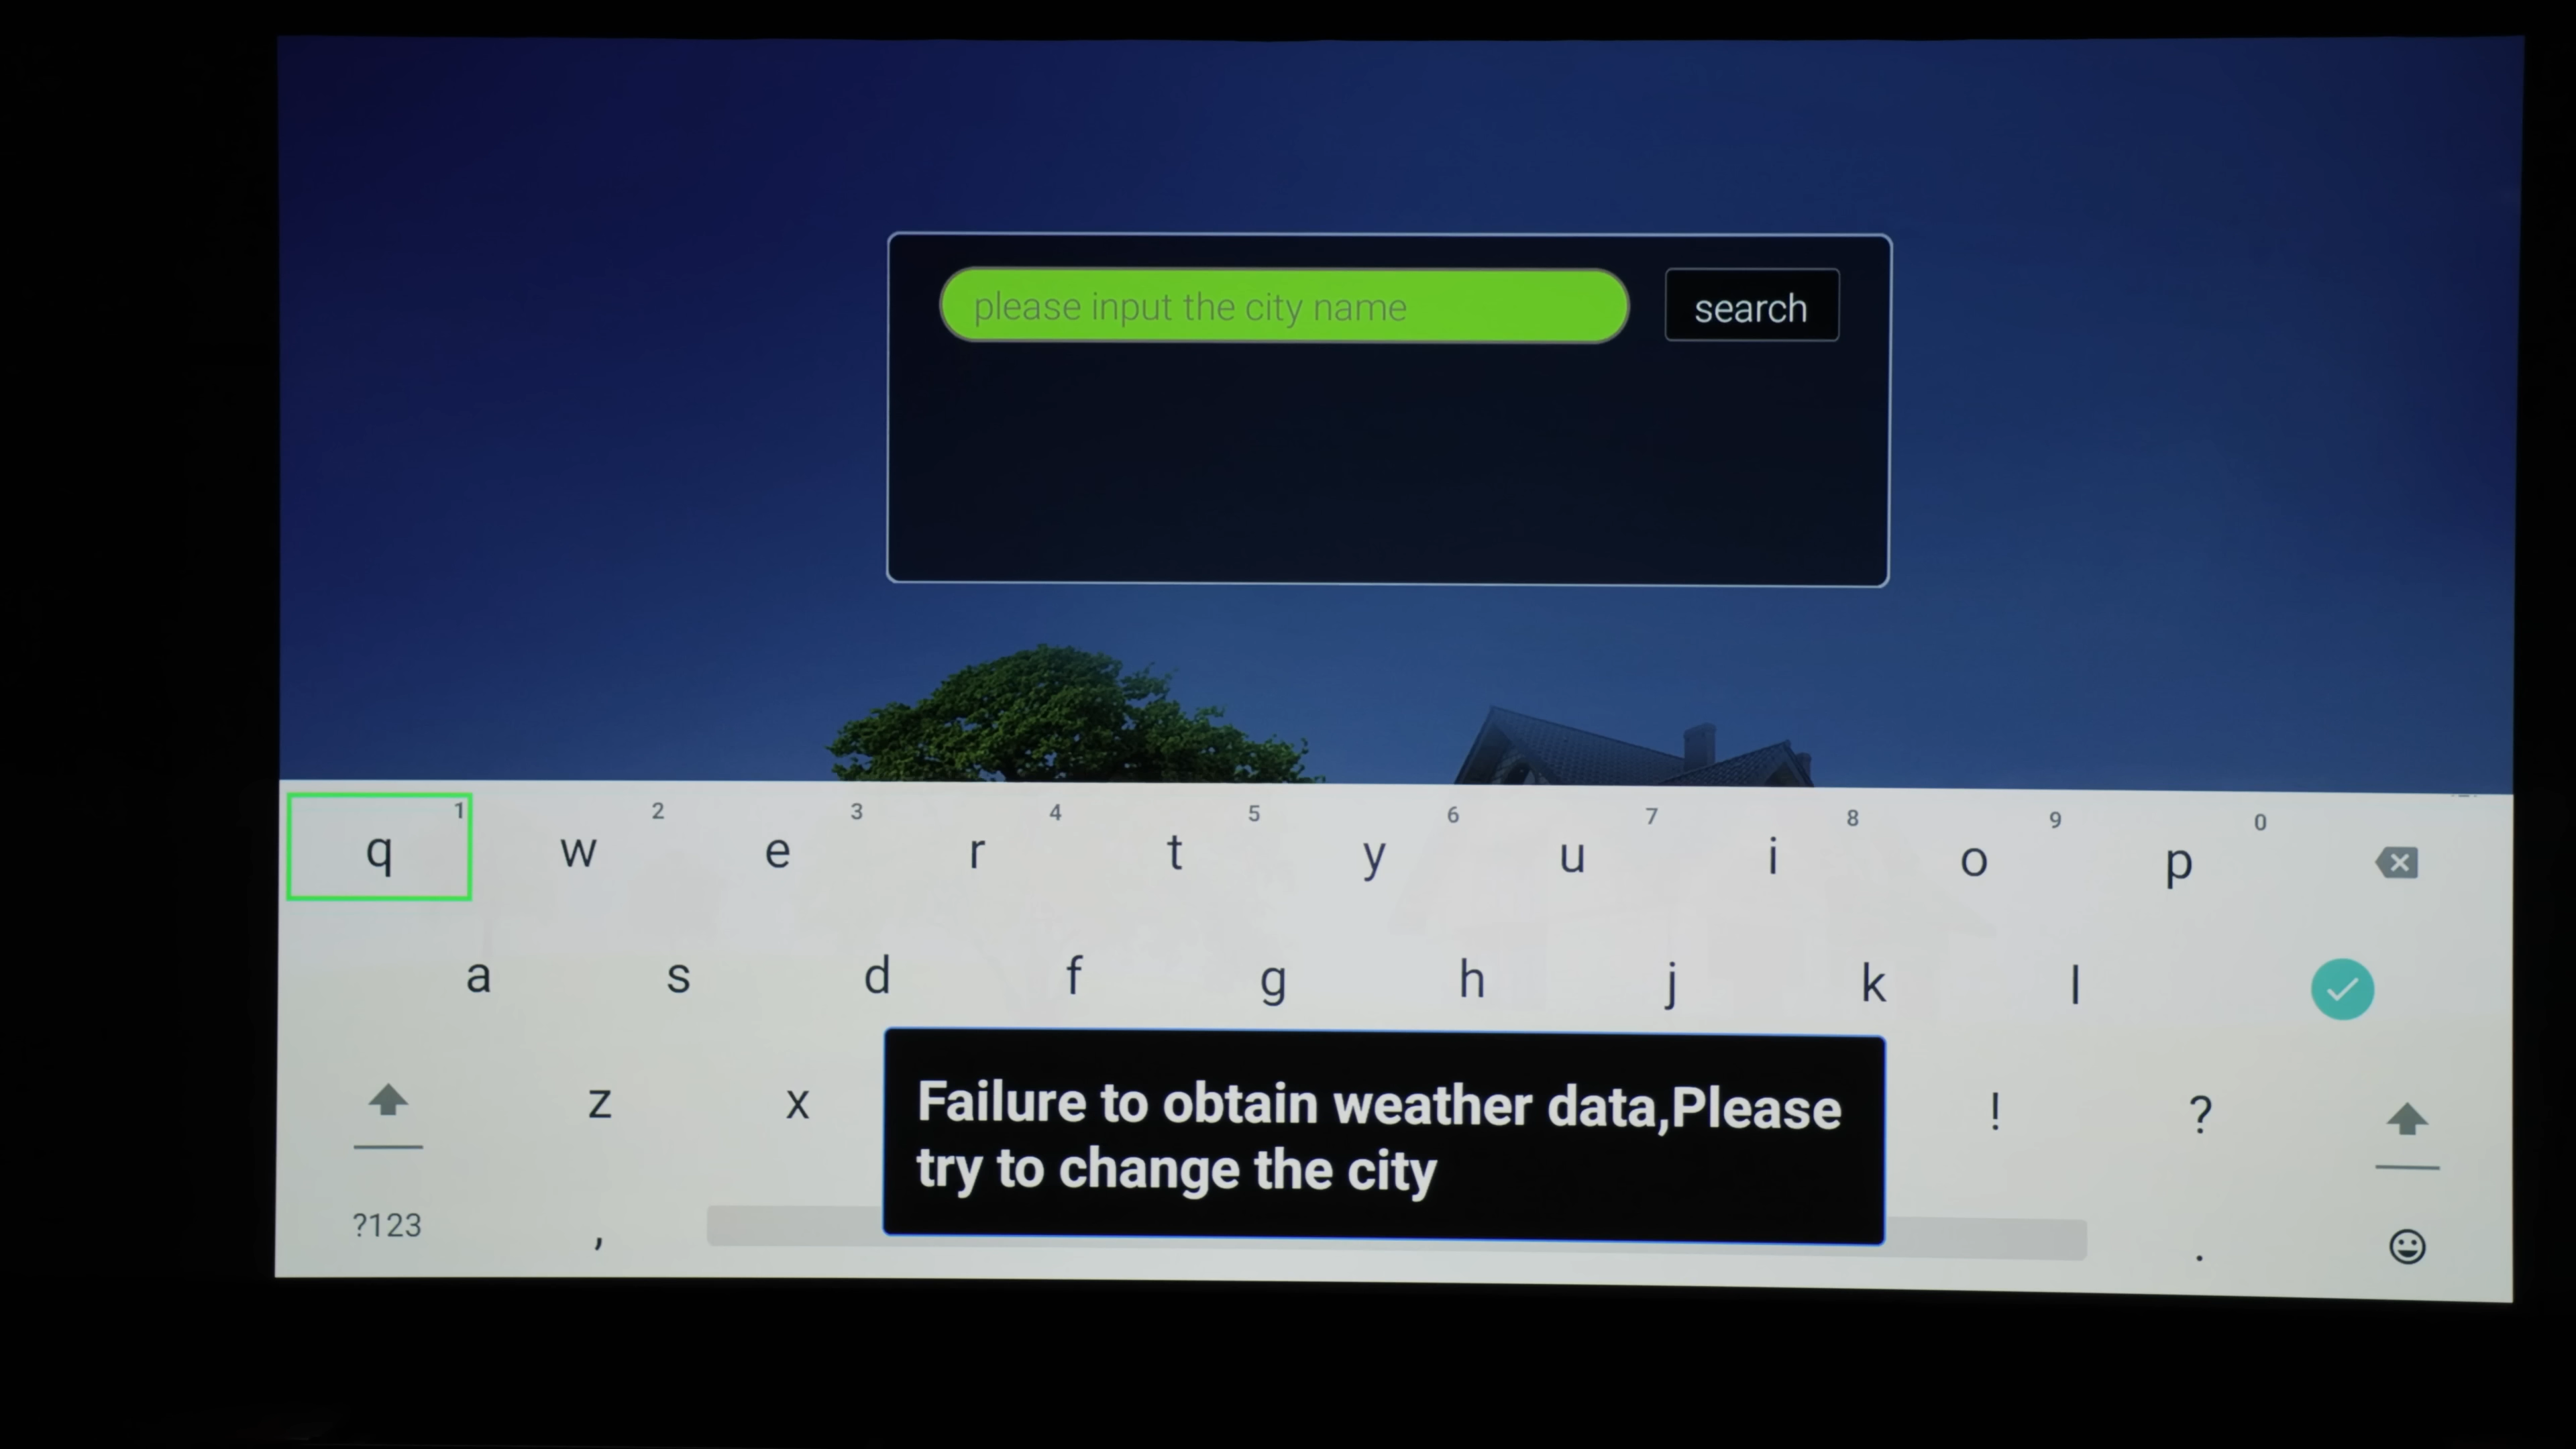 please input the city name
search
q 1 w 2 e 3 r 4 t 5 y 6 u 7 i 8 o 9 p 0
a s d f g h j k l
z x ! ?
Failure to obtain weather data,Please
try to change the city
?123 , .